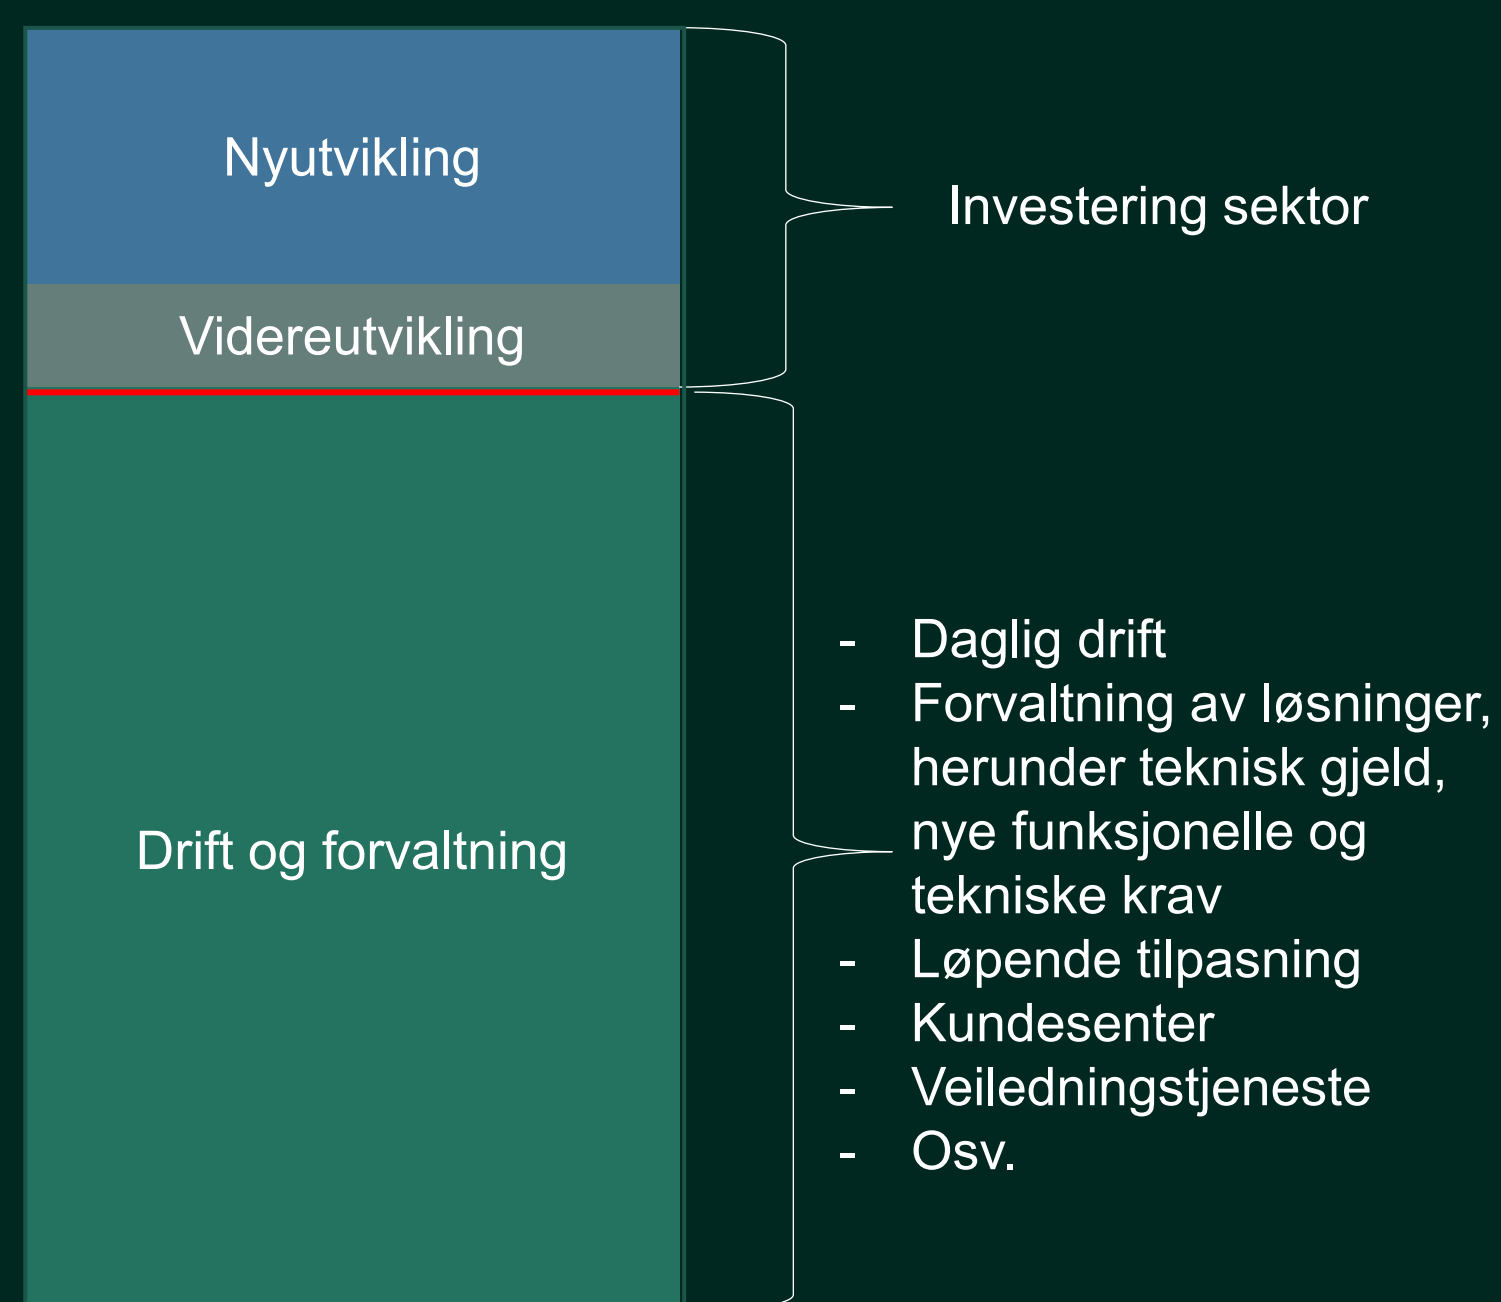 Nyutvikling
Investering sektor
Videreutvikling
Drift og forvaltning
- Daglig drift
- Forvaltning av løsninger,
herunder teknisk gjeld,
nye funksjonelle og
tekniske krav
- Løpende tilpasning
- Kundesenter
- Veiledningstjeneste
- Osv.